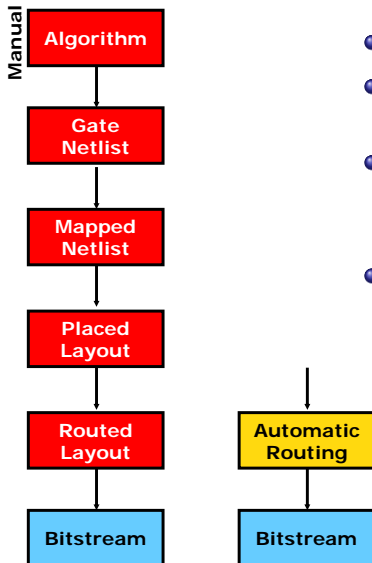 Manual
Algorithm
Gate
Netlist
Mapped
Netlist
Placed
Layout
Routed
Layout
Bitstream
Automatic
Routing
Bitstream